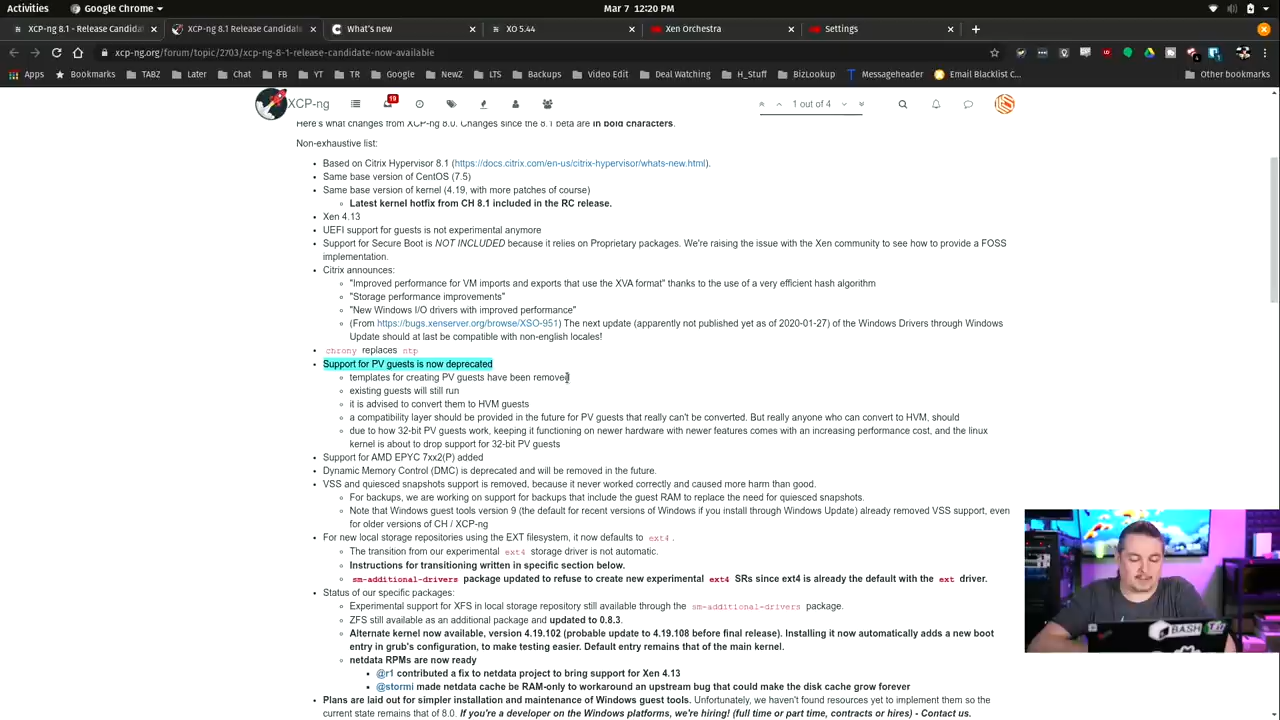 Activities
Google Chrome
Mar 7 12:20 PM
XCP-ng 8.1 - Release Candidat
XCP-ng 8.1 Release Candidate
What's new
XO 5.44
Xen Orchestra
Settings
xcp-ng.org/forum/topic/2703/xcp-ng-8-1-release-candidate-now-available
Apps
Bookmarks
TABZ
Later
Chat
FB
YT
TR
Google
NewZ
LTS
Backups
Video Edit
Deal Watching
H_Stuff
BizLookup
Messageheader
Email Blacklist C...
Other bookmarks
XCP-ng
19
1 out of 4
Here's what changes from XCP-ng 8.0. Changes since the 8.1 beta are in bold characters.
Non-exhaustive list:
Based on Citrix Hypervisor 8.1 (https://docs.citrix.com/en-us/citrix-hypervisor/whats-new.html).
Same base version of CentOS (7.5)
Same base version of kernel (4.19, with more patches of course)
Latest kernel hotfix from CH 8.1 included in the RC release.
Xen 4.13
UEFI support for guests is not experimental anymore
Support for Secure Boot is NOT INCLUDED because it relies on Proprietary packages. We're raising the issue with the Xen community to see how to provide a FOSS
implementation.
Citrix announces:
"Improved performance for VM imports and exports that use the XVA format" thanks to the use of a very efficient hash algorithm
"Storage performance improvements"
"New Windows I/O drivers with improved performance"
(From https://bugs.xenserver.org/browse/XSO-951) The next update (apparently not published yet as of 2020-01-27) of the Windows Drivers through Windows
Update should at last be compatible with non-english locales!
chrony replaces ntp
Support for PV guests is now deprecated
templates for creating PV guests have been removed
existing guests will still run
it is advised to convert them to HVM guests
a compatibility layer should be provided in the future for PV guests that really can't be converted. But really anyone who can convert to HVM, should
due to how 32-bit PV guests work, keeping it functioning on newer hardware with newer features comes with an increasing performance cost, and the linux
kernel is about to drop support for 32-bit PV guests
Support for AMD EPYC 7xx2(P) added
Dynamic Memory Control (DMC) is deprecated and will be removed in the future.
VSS and quiesced snapshots support is removed, because it never worked correctly and caused more harm than good.
For backups, we are working on support for backups that include the guest RAM to replace the need for quiesced snapshots.
Note that Windows guest tools version 9 (the default for recent versions of Windows if you install through Windows Update) already removed VSS support, even
for older versions of CH / XCP-ng
For new local storage repositories using the EXT filesystem, it now defaults to ext4 .
The transition from our experimental ext4 storage driver is not automatic.
Instructions for transitioning written in specific section below.
sm-additional-drivers package updated to refuse to create new experimental ext4 SRs since ext4 is already the default with the ext driver.
Status of our specific packages:
Experimental support for XFS in local storage repository still available through the sm-additional-drivers package.
ZFS still available as an additional package and updated to 0.8.3.
Alternate kernel now available, version 4.19.102 (probable update to 4.19.108 before final release). Installing it now automatically adds a new boot
entry in grub's configuration, to make testing easier. Default entry remains that of the main kernel.
netdata RPMs are now ready
@r1 contributed a fix to netdata project to bring support for Xen 4.13
@stormi made netdata cache be RAM-only to workaround an upstream bug that could make the disk cache grow forever
Plans are laid out for simpler installation and maintenance of Windows guest tools. Unfortunately, we haven't found resources yet to implement them so the
current state remains that of 8.0. If you're a developer on the Windows platforms, we're hiring! (full time or part time, contracts or hires) - Contact us.
BASH